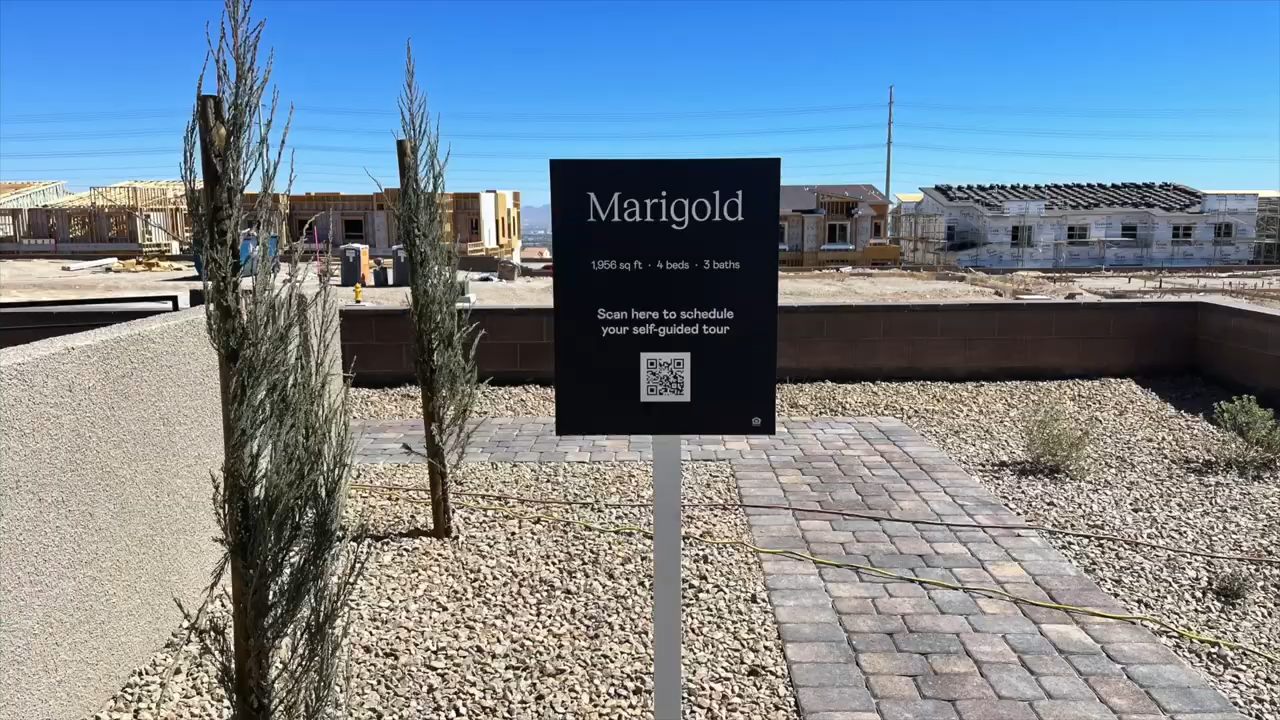 Marigold
1,956 sq ft · 4 beds · 3 baths
Scan here to schedule
your self-guided tour